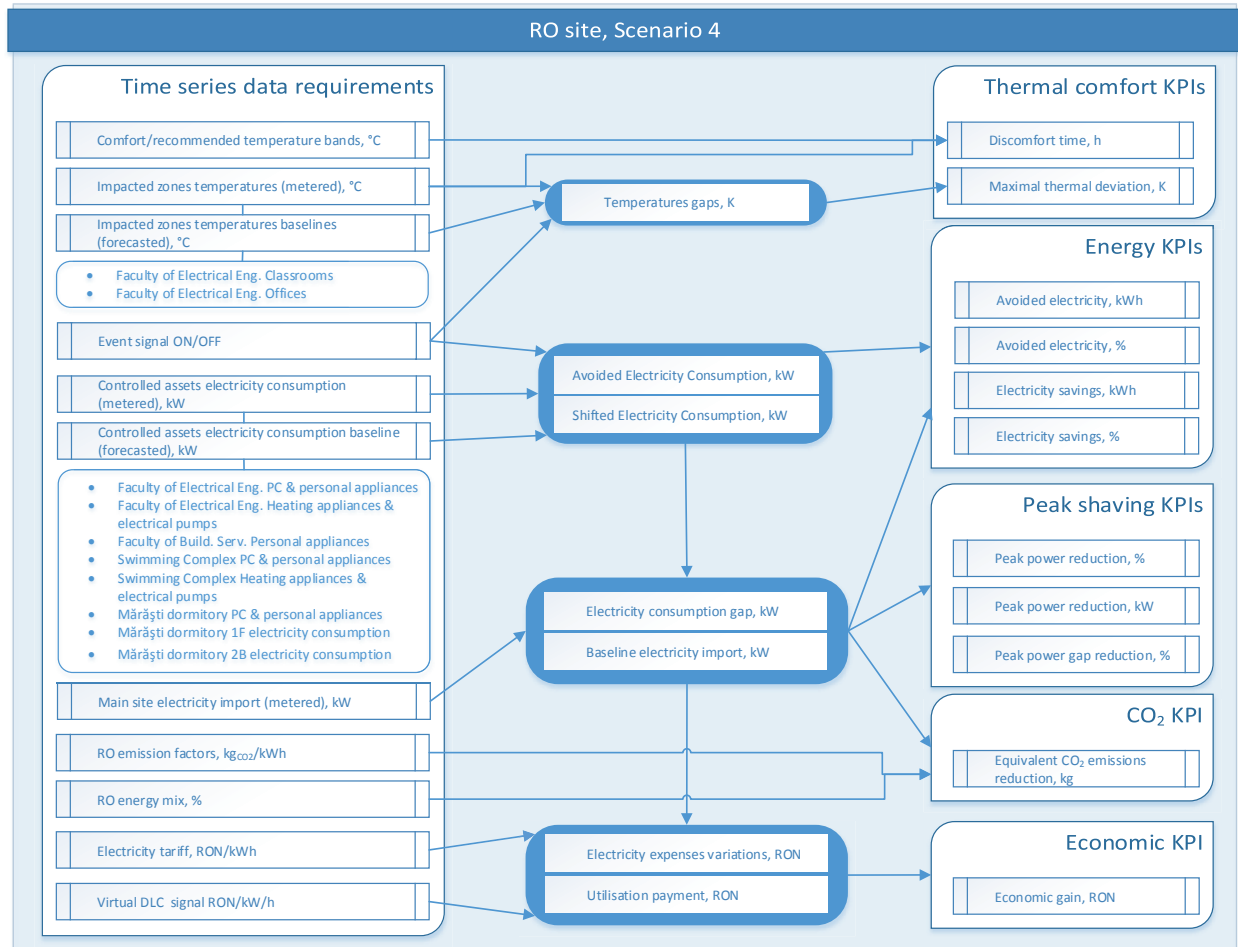 RO site, Scenario 4
Time series data requirements
Comfort/recommended temperature bands, °C
Impacted zones temperatures (metered), °C
Impacted zones temperatures baselines
(forecasted), °C
• Faculty of Electrical Eng. Classrooms
• Faculty of Electrical Eng. Offices
Event signal ON/OFF
Controlled assets electricity consumption
(metered), kW
Controlled assets electricity consumption baseline
(forecasted), kW
• Faculty of Electrical Eng. PC & personal appliances
• Faculty of Electrical Eng. Heating appliances &
electrical pumps
• Faculty of Build. Serv. Personal appliances
• Swimming Complex PC & personal appliances
• Swimming Complex Heating appliances &
electrical pumps
• Mărăști dormitory PC & personal appliances
• Mărăști dormitory 1F electricity consumption
• Mărăști dormitory 2B electricity consumption
Main site electricity import (metered), kW
RO emission factors, kgCO2/kWh
RO energy mix, %
Electricity tariff, RON/kWh
Virtual DLC signal RON/kW/h
Temperatures gaps, K
Avoided Electricity Consumption, kW
Shifted Electricity Consumption, kW
Electricity consumption gap, kW
Baseline electricity import, kW
Electricity expenses variations, RON
Utilisation payment, RON
Thermal comfort KPIs
Discomfort time, h
Maximal thermal deviation, K
Energy KPIs
Avoided electricity, kWh
Avoided electricity, %
Electricity savings, kWh
Electricity savings, %
Peak shaving KPIs
Peak power reduction, %
Peak power reduction, kW
Peak power gap reduction, %
CO2 KPI
Equivalent CO2 emissions
reduction, kg
Economic KPI
Economic gain, RON